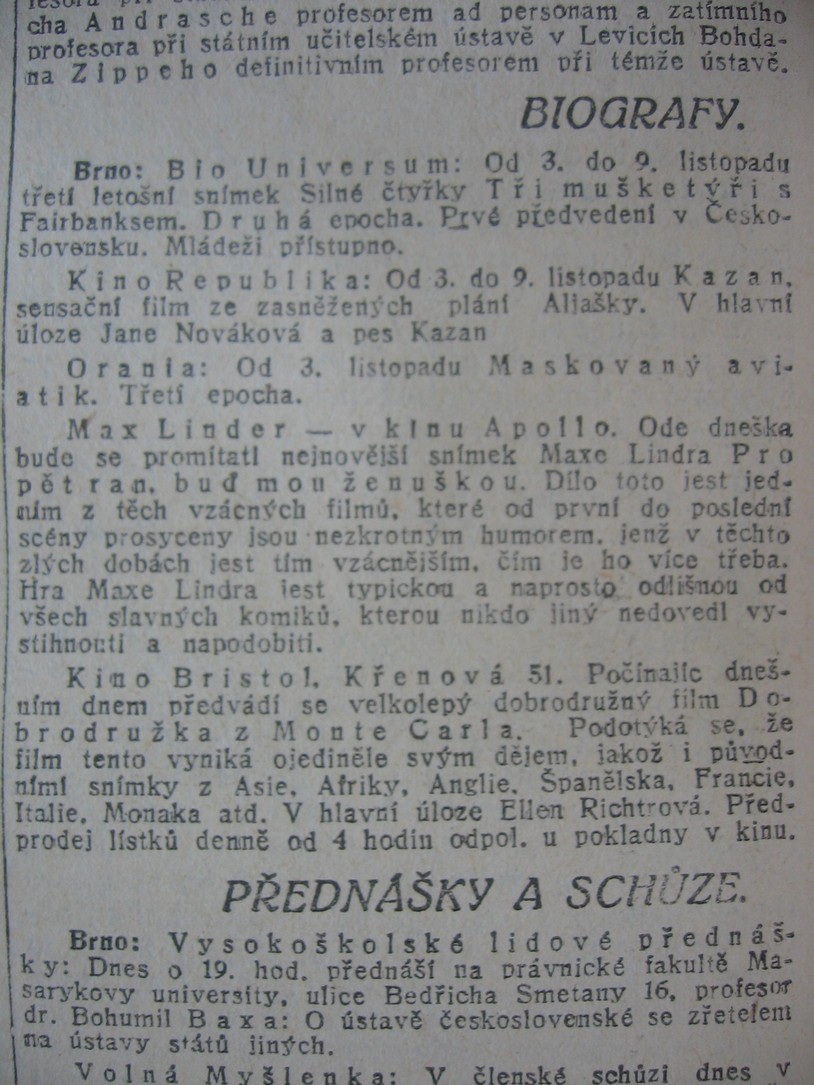 cha Andrasche profesorem ad personam a zatímního
profesora při státním učitelském ústavě v Levicích Bohda-
na Zippeho definitivním profesorem při témže ústavě.
BIOGRAFY.
Brno: Bio Universum: Od 3. do 9. listopadu
třetí letošní snímek Silné čtyřky Tři mušketýři s
Fairbanksem. Druhá epocha. Prvé předvedení v Česko-
slovensku. Mládeži přístupno.
Kino Republika: Od 3. do 9. listopadu Kazan,
sensační film ze zasněžených plání Aljašky. V hlavní
úloze Jane Nováková a pes Kazan
Orania: Od 3. listopadu Maskovaný avi-
atik. Třetí epocha.
Max Linder — v kinu Apollo. Ode dneška
bude se promítati nejnovější snímek Maxe Lindra Pro
pět ran, buď mou ženuškou. Dílo toto jest jed-
ním z těch vzácných filmů, které od první do poslední
scény prosyceny jsou nezkrotným humorem, jenž v těchto
zlých dobách jest tím vzácnějším, čím je ho více třeba.
Hra Maxe Lindra jest typickou a naprosto odlišnou od
všech slavných komiků, kterou nikdo jiný nedovedl vy-
stihnouti a napodobiti.
Kino Bristol, Křenová 51. Počínajíc dneš-
ním dnem předvádí se velkolepý dobrodružný film Do-
brodružka z Monte Carla. Podotýká se, že
film tento vyniká ojediněle svým dějem, jakož i původ-
ními snímky z Asie, Afriky, Anglie, Španělska, Francie,
Italie, Monaka atd. V hlavní úloze Ellen Richtrová. Před-
prodej lístků denně od 4 hodin odpol. u pokladny v kinu.
PŘEDNÁŠKY A SCHŮZE.
Brno: Vysokoškolské lidové přednáš-
ky: Dnes o 19. hod. přednáší na právnické fakultě Ma-
sarykovy university, ulice Bedřicha Smetany 16, profesor
dr. Bohumil Baxa: O ústavě československé se zřetelem
na ústavy států jiných.
Volná Myšlenka: V členské schůzi dnes v